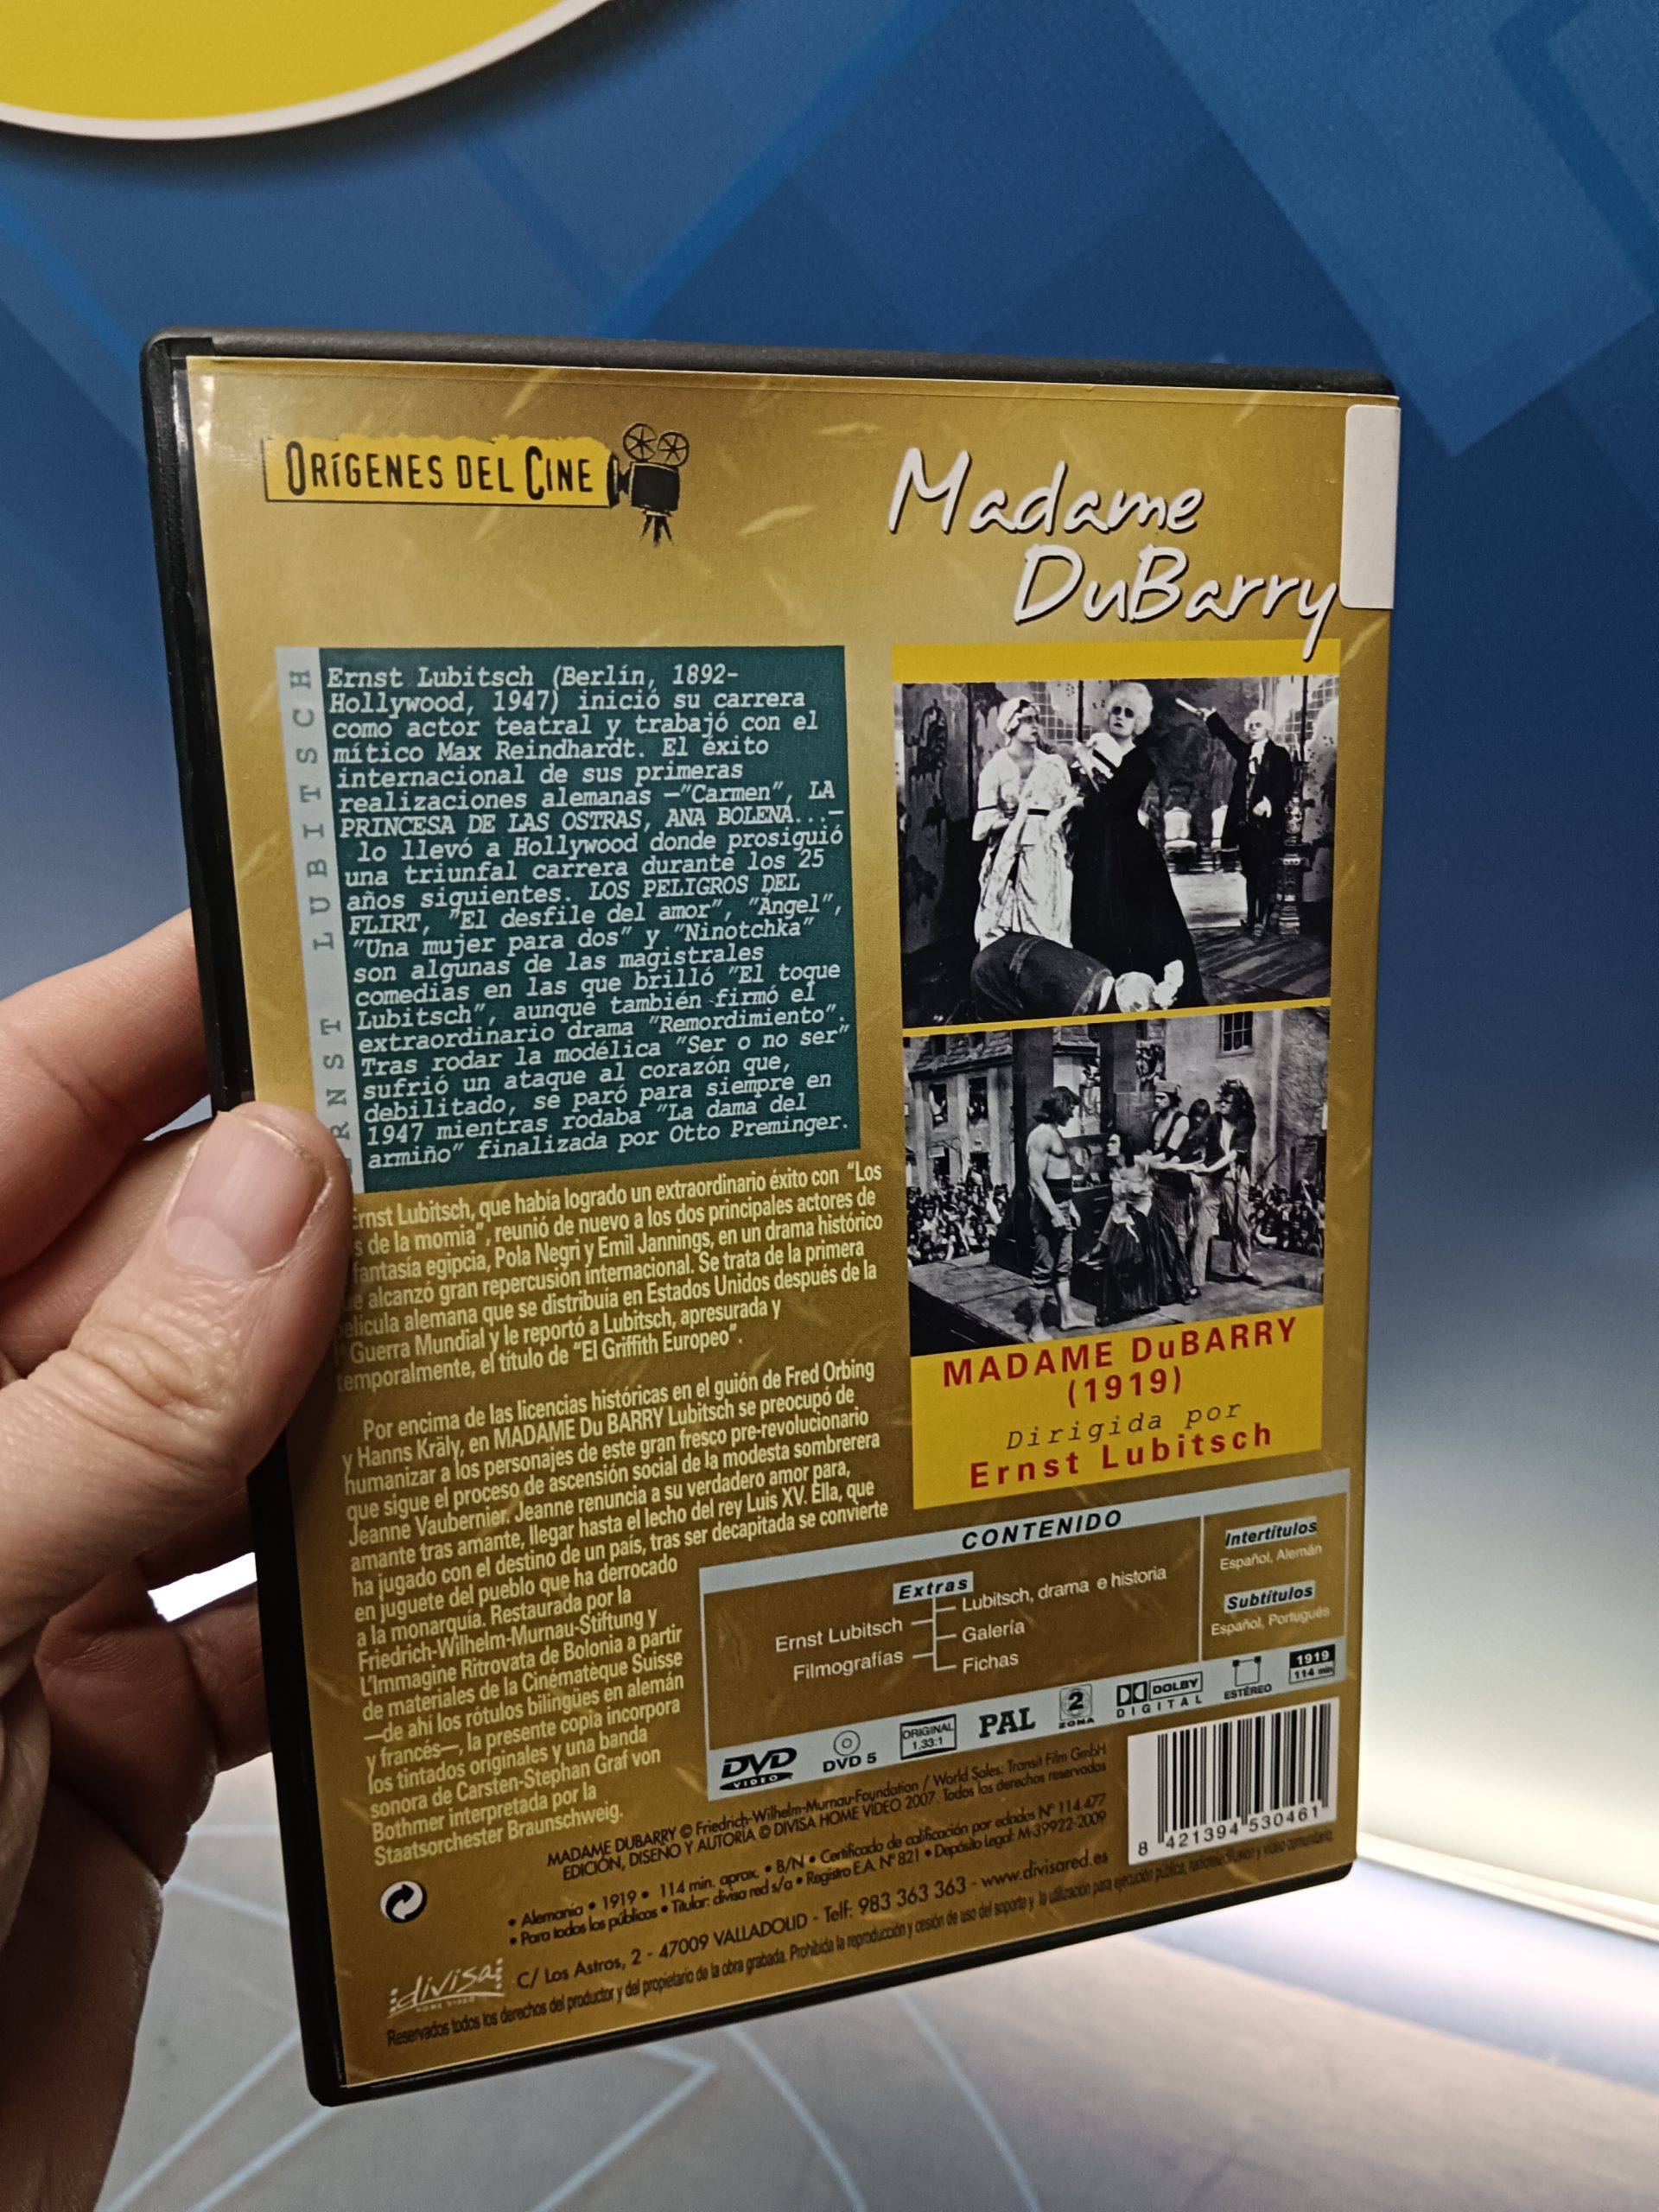 ORÍGENES DEL CINE
Madame
DuBarry
ERNST LUBITSCH
Ernst Lubitsch (Berlín, 1892-
Hollywood, 1947) inició su carrera
como actor teatral y trabajó con el
mítico Max Reindhardt. El éxito
internacional de sus primeras
realizaciones alemanas —"Carmen", LA
PRINCESA DE LAS OSTRAS, ANA BOLENA...—
lo llevó a Hollywood donde prosiguió
una triunfal carrera durante los 25
años siguientes. LOS PELIGROS DEL
FLIRT, "El desfile del amor", "Ángel",
"Una mujer para dos" y "Ninotchka"
son algunas de las magistrales
comedias en las que brilló "El toque
Lubitsch", aunque también firmó el
extraordinario drama "Remordimiento".
Tras rodar la modélica "Ser o no ser"
sufrió un ataque al corazón que,
debilitado, se paró para siempre en
1947 mientras rodaba "La dama del
armiño" finalizada por Otto Preminger.
Ernst Lubitsch, que había logrado un extraordinario éxito con "Los
de la momia", reunió de nuevo a los dos principales actores de
fantasía egipcia, Pola Negri y Emil Jannings, en un drama histórico
alcanzó gran repercusión internacional. Se trata de la primera
película alemana que se distribuía en Estados Unidos después de la
Guerra Mundial y le reportó a Lubitsch, apresurada y
temporalmente, el título de "El Griffith Europeo".
Por encima de las licencias históricas en el guión de Fred Orbing
y Hanns Kräly, en MADAME Du BARRY Lubitsch se preocupó de
humanizar a los personajes de este gran fresco pre-revolucionario
que sigue el proceso de ascensión social de la modesta sombrerera
Jeanne Vaubernier. Jeanne renuncia a su verdadero amor para,
amante tras amante, llegar hasta el lecho del rey Luis XV. Ella, que
ha jugado con el destino de un país, tras ser decapitada se convierte
en juguete del pueblo que ha derrocado
a la monarquía. Restaurada por la
Friedrich-Wilhelm-Murnau-Stiftung y
L'Immagine Ritrovata de Bolonia a partir
de materiales de la Cinématèque Suisse
—de ahí los rótulos bilingües en alemán
y francés—, la presente copia incorpora
los tintados originales y una banda
sonora de Carsten-Stephan Graf von
Bothmer interpretada por la
Staatsorchester Braunschweig.
MADAME DuBARRY
(1919)
Dirigida por
Ernst Lubitsch
CONTENIDO
Extras
Ernst Lubitsch
Filmografías
Lubitsch, drama e historia
Galería
Fichas
Intertítulos
Español, Alemán
Subtítulos
Español, Portugués
DVD VIDEO
DVD 5
ORIGINAL 1.33:1
PAL
2 ZONA
DOLBY DIGITAL
ESTÉREO
1919
114 min
MADAME DUBARRY © Friedrich-Wilhelm-Murnau-Foundation / World Sales: Transit Film GmbH
EDICIÓN, DISEÑO Y AUTORÍA © DIVISA HOME VIDEO 2007. Todos los derechos reservados
• Alemania • 1919 • 114 min. aprox. • B/N • Certificado de calificación por edades Nº 114.477
• Para todos los públicos • Titular: divisa red s/a • Registro E.A. Nº 821 • Depósito Legal: M-39922-2009
8 421394 530461
divisa HOME VIDEO
C/ Los Astros, 2 - 47009 VALLADOLID - Telf: 983 363 363 - www.divisared.es
Reservados todos los derechos del productor y del propietario de la obra grabada. Prohibida la reproducción y cesión de uso del soporte y la utilización para ejecución pública, radioteledifusión y vídeo comunitario.